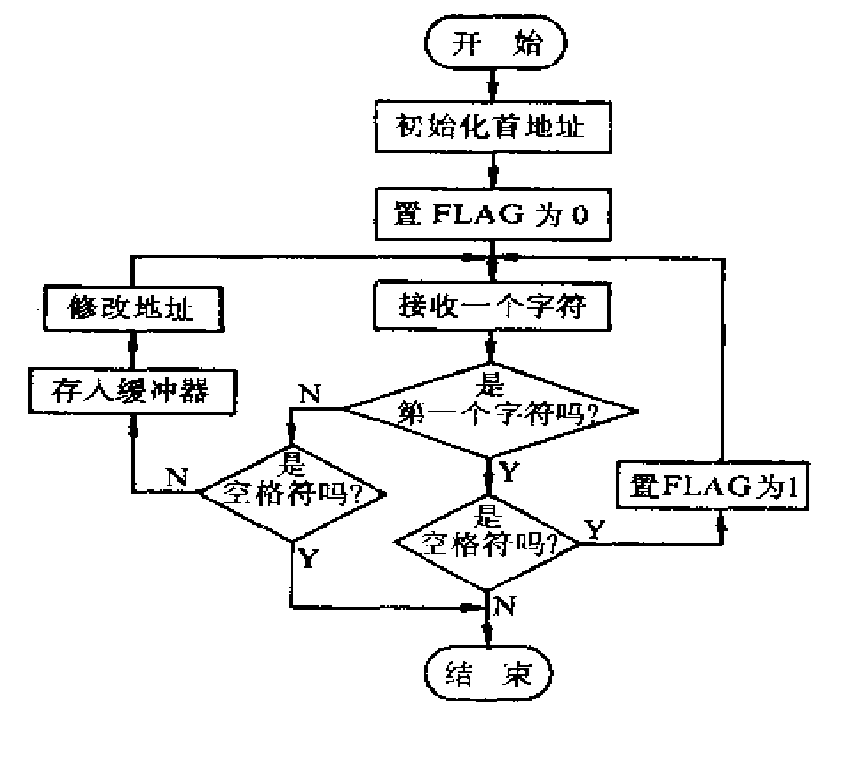 开 始
初始化首地址
置 FLAG 为 0
修改地址
接收一个字符
存入缓冲器
N
是
第一个字符吗?
N
是
空格符吗?
Y
置FLAG为1
是
空格符吗?
Y
Y
N
结 束